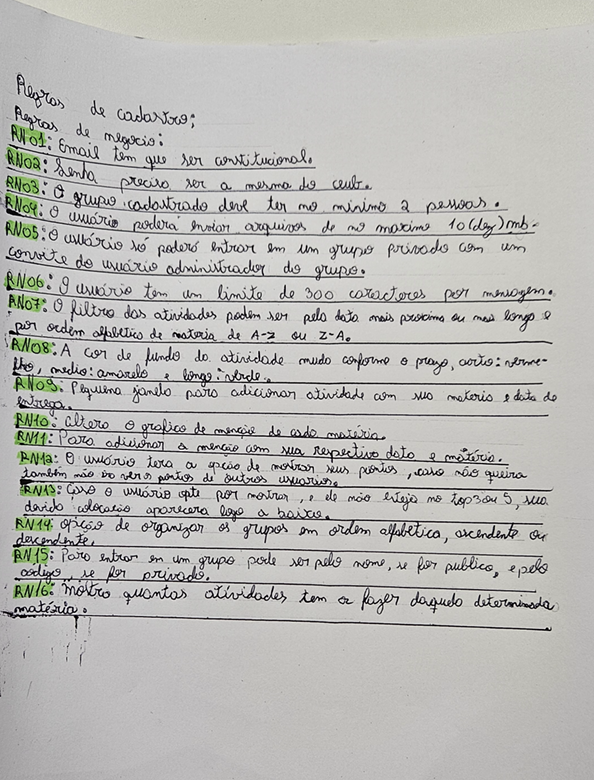 Regras de cadastro;
Regras de negocio:
RN01: Email tem que ser constitucional.
RN02: Senha precisa ser a mesma do ceub.
RN03: O grupo cadastrado deve ter no minimo 2 pessoas.
RN04: O usuário poderá enviar arquivos de no maximo 10(dez)mb.
RN05: O usuário só poderá entrar em um grupo privado com um
convite do usuário administrador do grupo.
RN06: O usuário tem um limite de 300 caracteres por mensagem.
RN07: O filtro das atividades podem ser pela data mais proxima ou mais longe e
por ordem alfabetica de materia de A-Z ou Z-A.
RN08: A cor de fundo da atividade muda conforme o prazo, curto: verme-
lho, medio: amarelo e longo: verde.
RN09: Pequena janela para adicionar atividade com sua materia e data de
entrega.
RN10: Altera o grafico de menção de cada matéria.
RN11: Para adicionar a menção com sua respectiva data e matéria.
RN12: O usuário tera a opção de mostrar seus pontos, caso não queira
também não ira ver os pontos de outros usuarios.
RN13: Caso o usuário opte por mostrar, e ele não esteja no top 3 ou 5, sua
devida colocação aparecera logo a baixo.
RN14: opção de organizar os grupos em ordem alfabética, ascendente ou
descendente.
RN15: Para entrar em um grupo pode ser pelo nome, se for publico, e pelo
código, se for privado.
RN16: Mostra quantas atividades tem a fazer daquela determinada
matéria.